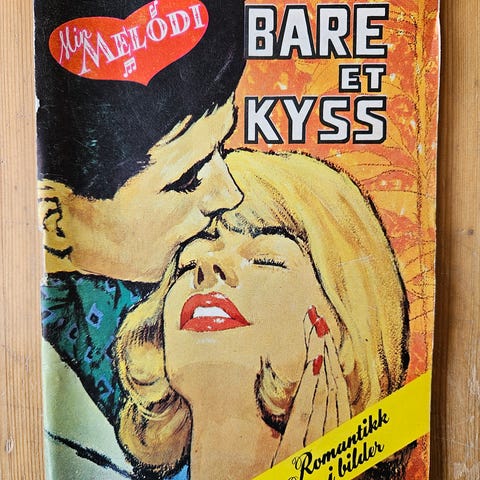 Min
MELODI
BARE
ET
KYSS
Romantikk
i bilder